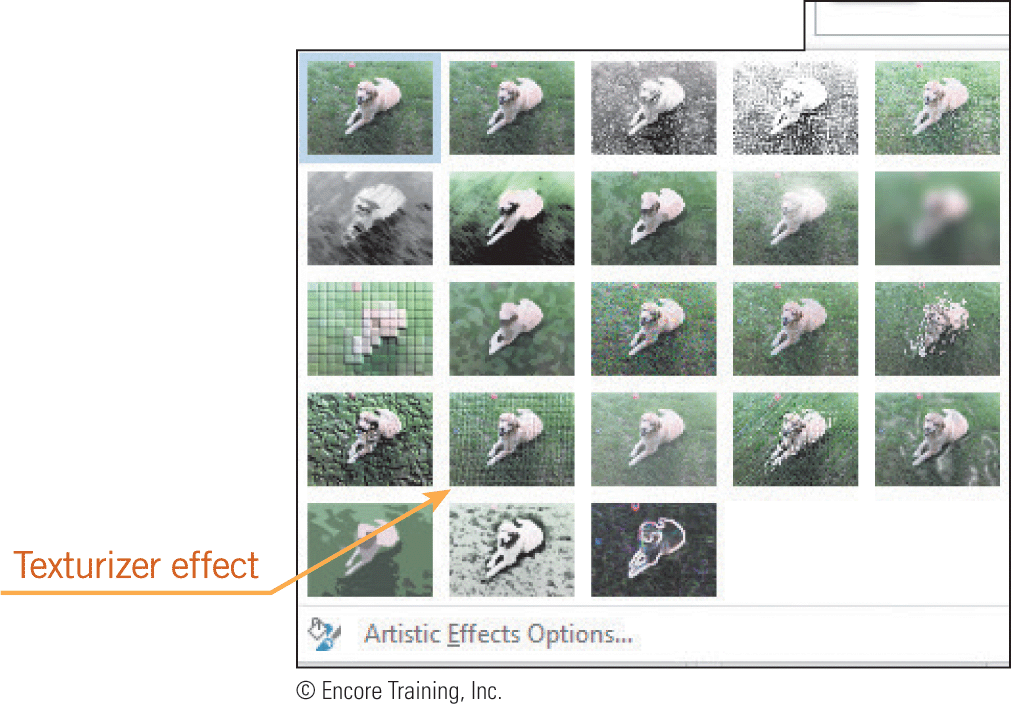 Texturizer effect
Artistic Effects Options...
© Encore Training, Inc.